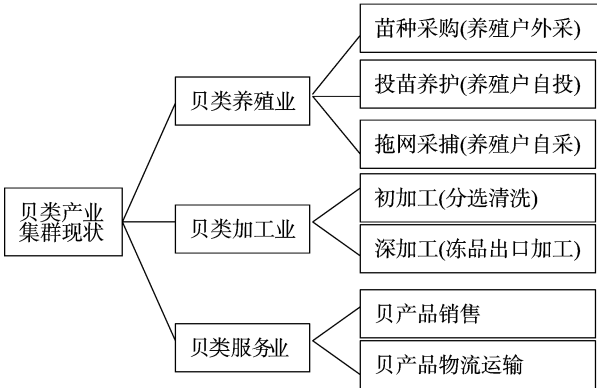 苗种采购(养殖户外采)
投苗养护(养殖户自投)
贝类养殖业
拖网采捕(养殖户自采)
贝类产业
集群现状
初加工(分选清洗)
贝类加工业
深加工(冻品出口加工)
贝产品销售
贝类服务业
贝产品物流运输